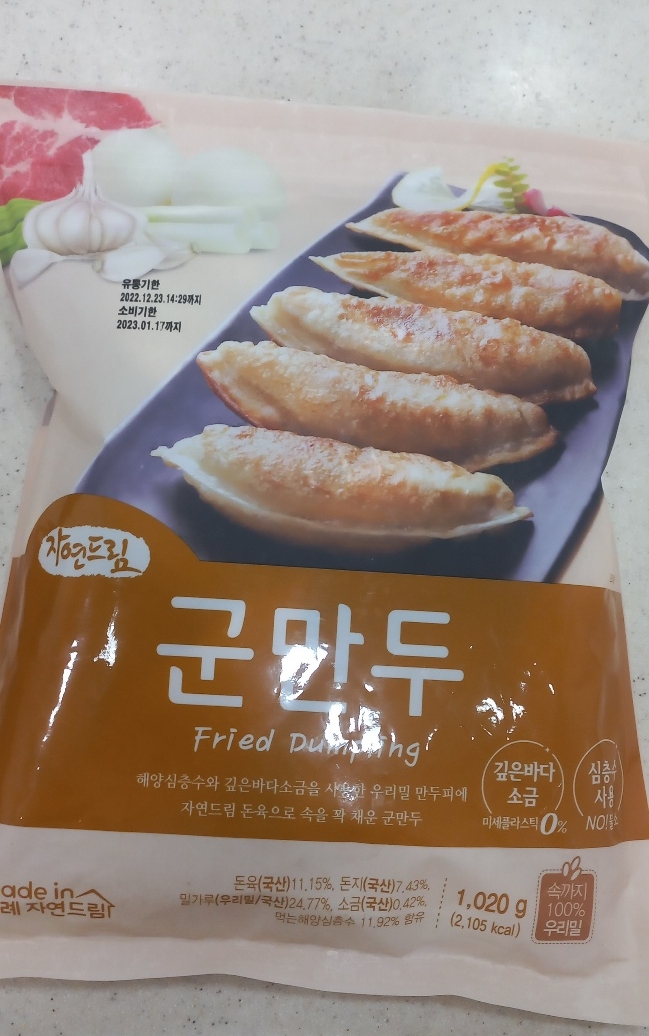 유통기한
2022.12.23.14:29까지
소비기한
2023.01.17까지
자연드림
군만두
Fried Dumpling
해양심층수와 깊은바다소금을 사용한 우리밀 만두피에
자연드림 돈육으로 속을 꽉 채운 군만두
깊은바다
소금
미세플라스틱 0%
심층수
사용
NO!
돈육(국산)11.15%, 돈지(국산)7.43%,
밀가루(우리밀/국산)24.77%, 소금(국산)0.42%,
먹는해양심층수 11.92% 함유
1,020 g
(2,105 kcal)
속까지
100%
우리밀
ade in
례 자연드림